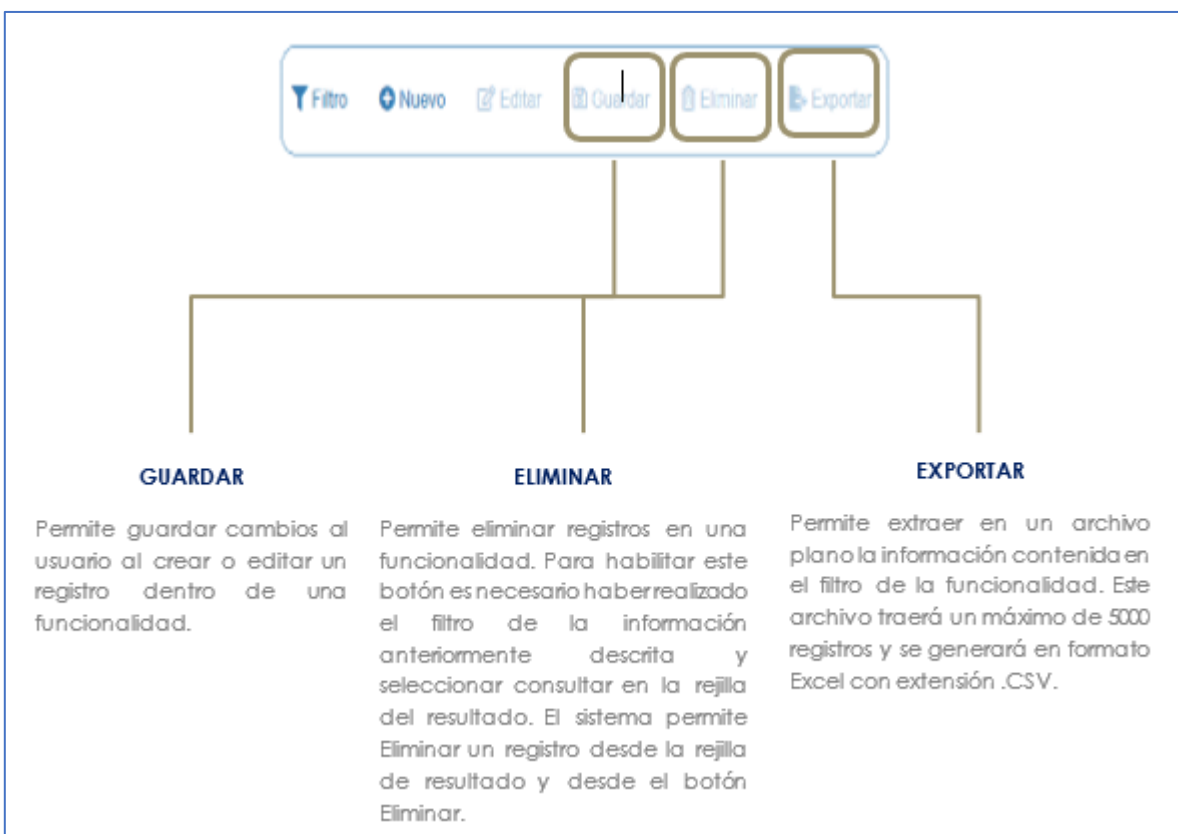 Filtro Nuevo Editar Guardar Eliminar Exportar
GUARDAR
Permite guardar cambios al
usuario al crear o editar un
registro dentro de una
funcionalidad.
ELIMINAR
Permite eliminar registros en una
funcionalidad. Para habilitar este
botón es necesario haber realizado
el filtro de la información
anteriormente descrita y
seleccionar consultar en la rejilla
del resultado. El sistema permite
Eliminar un registro desde la rejilla
de resultado y desde el botón
Eliminar.
EXPORTAR
Permite extraer en un archivo
plano la información contenida en
el filtro de la funcionalidad. Este
archivo traerá un máximo de 5000
registros y se generará en formato
Excel con extensión .CSV.